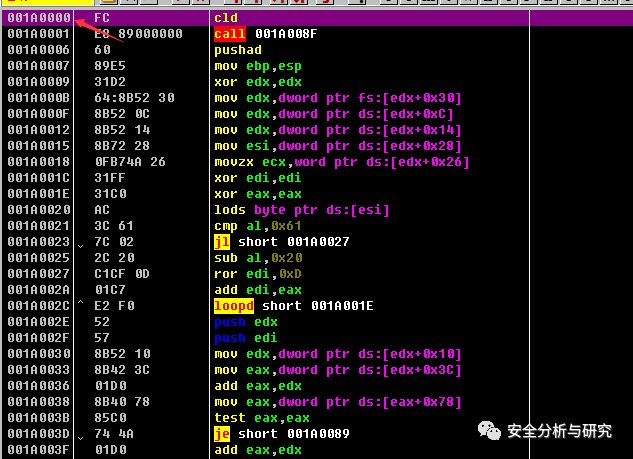 001A0000 FC cld
001A0001 E8 89000000 call 001A008F
001A0006 60 pushad
001A0007 89E5 mov ebp,esp
001A0009 31D2 xor edx,edx
001A000B 64:8B52 30 mov edx,dword ptr fs:[edx+0x30]
001A000F 8B52 0C mov edx,dword ptr ds:[edx+0xC]
001A0012 8B52 14 mov edx,dword ptr ds:[edx+0x14]
001A0015 8B72 28 mov esi,dword ptr ds:[edx+0x28]
001A0018 0FB74A 26 movzx ecx,word ptr ds:[edx+0x26]
001A001C 31FF xor edi,edi
001A001E 31C0 xor eax,eax
001A0020 AC lods byte ptr ds:[esi]
001A0021 3C 61 cmp al,0x61
001A0023 7C 02 jl short 001A0027
001A0025 2C 20 sub al,0x20
001A0027 C1CF 0D ror edi,0xD
001A002A 01C7 add edi,eax
001A002C E2 F0 loopd short 001A001E
001A002E 52 push edx
001A002F 57 push edi
001A0030 8B52 10 mov edx,dword ptr ds:[edx+0x10]
001A0033 8B42 3C mov eax,dword ptr ds:[edx+0x3C]
001A0036 01D0 add eax,edx
001A0038 8B40 78 mov eax,dword ptr ds:[eax+0x78]
001A003B 85C0 test eax,eax
001A003D 74 4A je short 001A0089
001A003F 01D0 add eax,edx
安全分析与研究